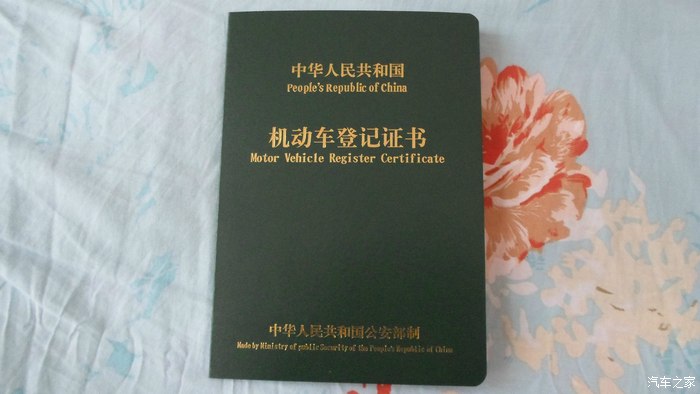 中华人民共和国
People's Republic of China
机动车登记证书
Motor Vehicle Register Certificate
中华人民共和国公安部制
Made by Ministry of public Security of the People's Republic of China
汽车之家